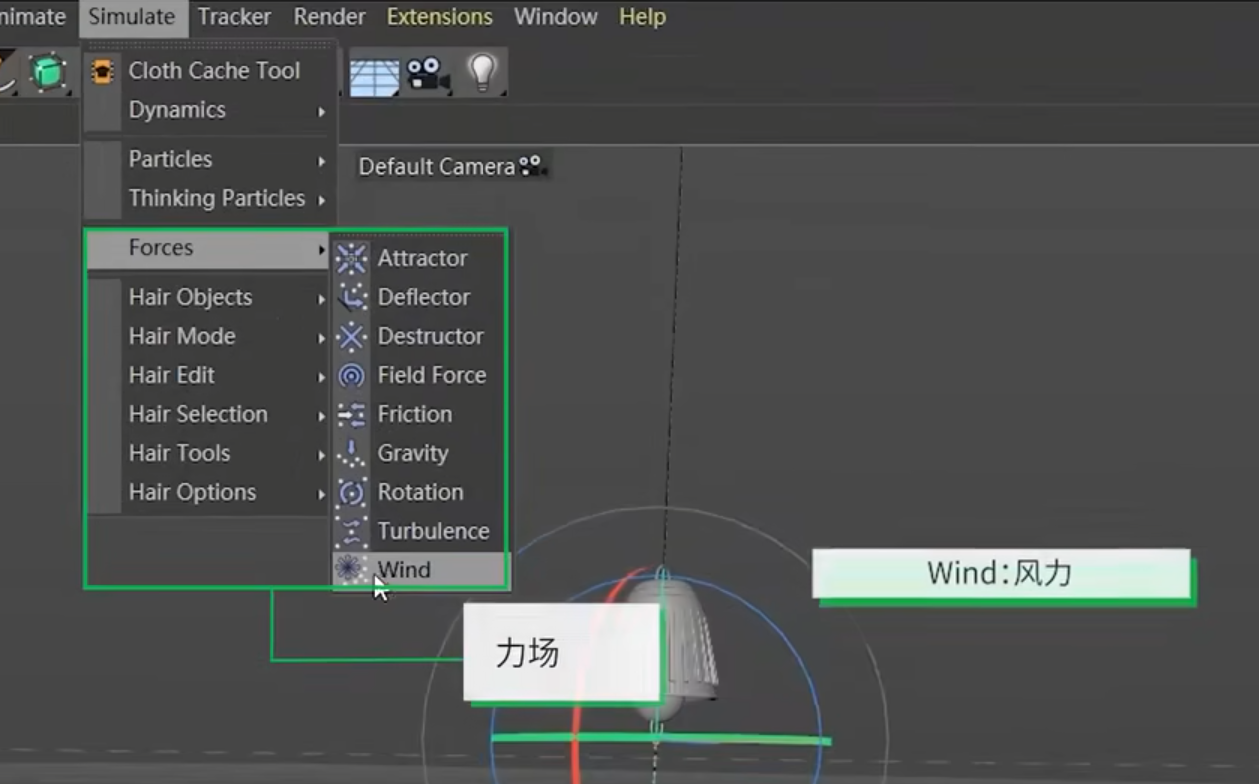 Simulate Tracker Render Extensions Window Help
Cloth Cache Tool
Dynamics
Particles
Thinking Particles
Default Camera
Forces
Hair Objects
Hair Mode
Hair Edit
Hair Selection
Hair Tools
Hair Options
Attractor
Deflector
Destructor
Field Force
Friction
Gravity
Rotation
Turbulence
Wind
Wind：风力
力场